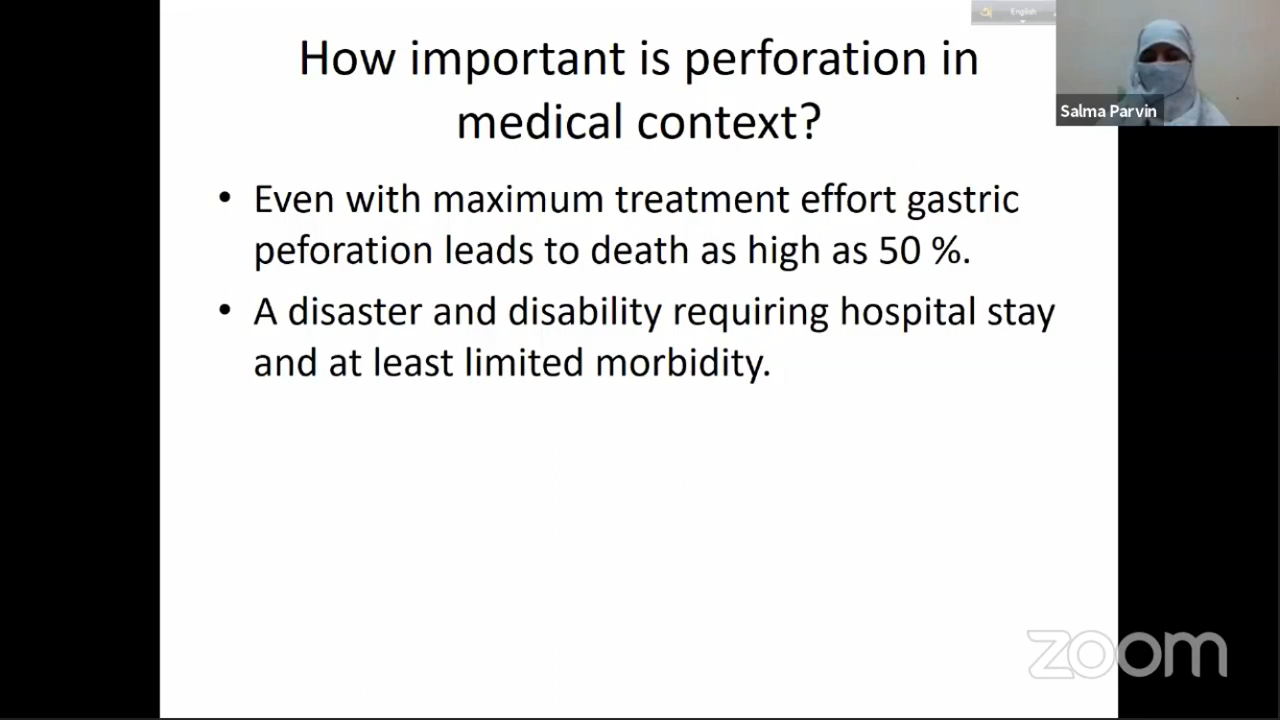 English
How important is perforation in
medical context?
Salma Parvin
• Even with maximum treatment effort gastric
peforation leads to death as high as 50 %.
• A disaster and disability requiring hospital stay
and at least limited morbidity.
zoom